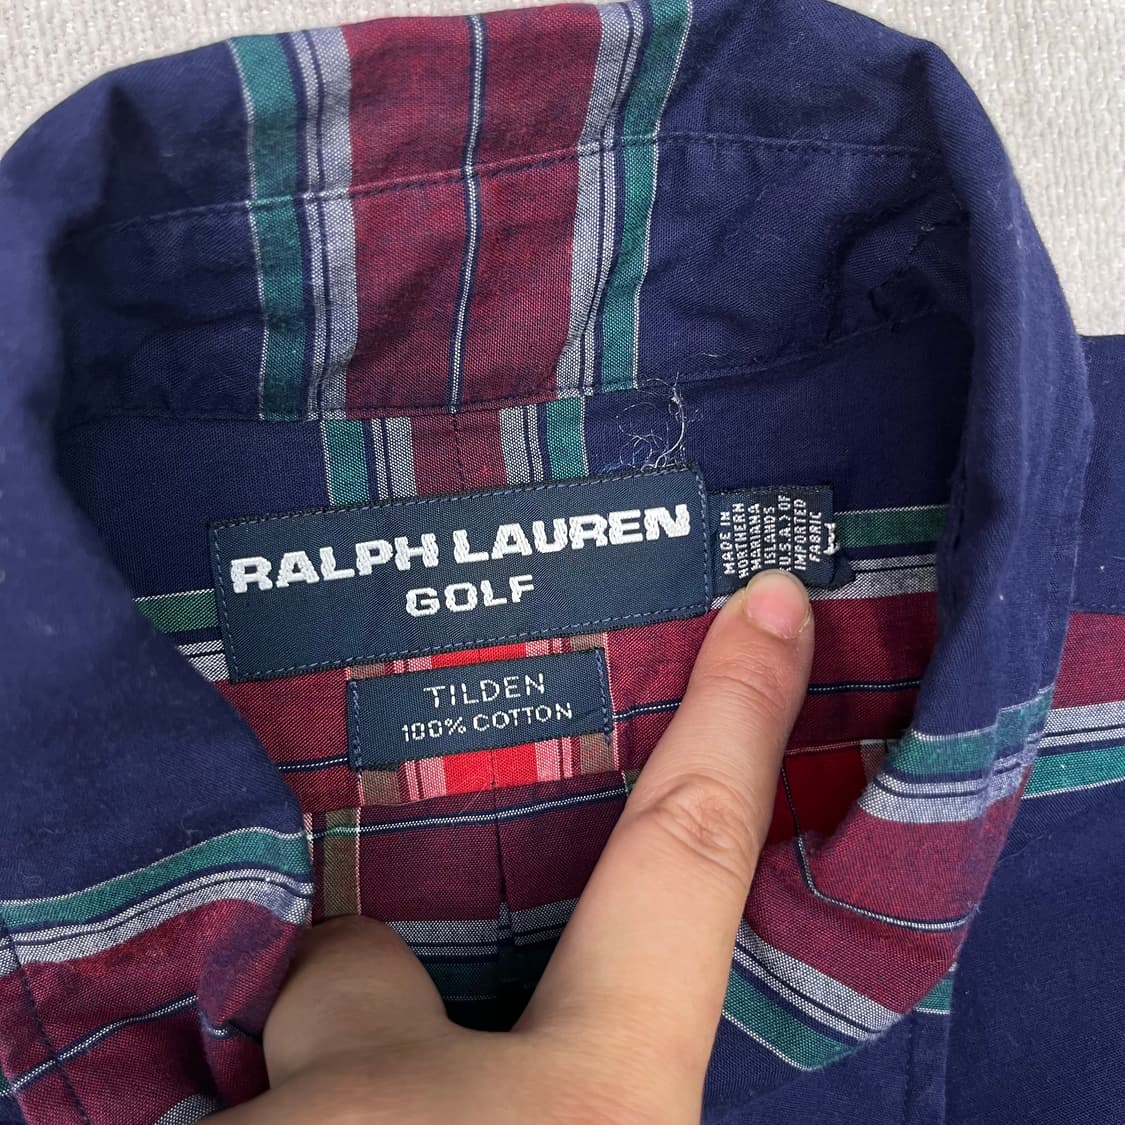 RALPH LAUREN
GOLF
MADE IN
NORTHERN
MARIANA
ISLANDS
U.S.A.) OF
IMPORTED
FABRIC
L
TILDEN
100% COTTON